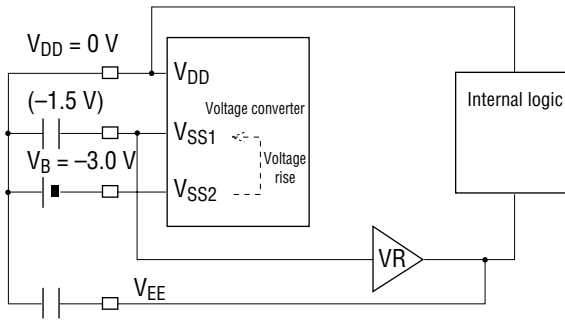 V_DD = 0 V
V_DD
(–1.5 V)
Voltage converter
Internal logic
V_SS1
V_B = –3.0 V
Voltage
rise
V_SS2
VR
V_EE